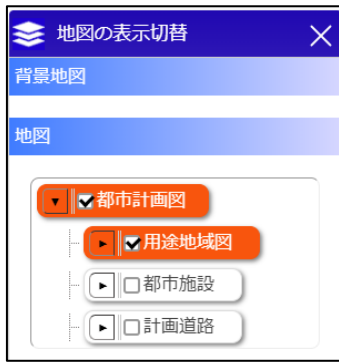 地図の表示切替
背景地図
地図
都市計画図
用途地域図
都市施設
計画道路